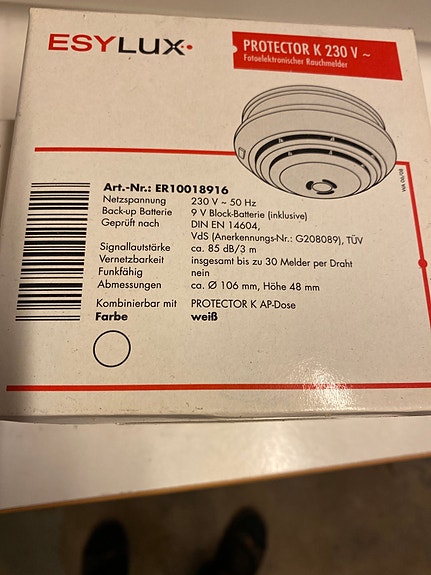 ESYLUX
PROTECTOR K 230 V ~
Fotoelektronischer Rauchmelder
WA 06/08
Art.-Nr.: ER10018916
Netzspannung 230 V ~ 50 Hz
Back-up Batterie 9 V Block-Batterie (inklusive)
Geprüft nach DIN EN 14604,
VdS (Anerkennungs-Nr.: G208089), TÜV
Signallautstärke ca. 85 dB/3 m
Vernetzbarkeit insgesamt bis zu 30 Melder per Draht
Funkfähig nein
Abmessungen ca. Ø 106 mm, Höhe 48 mm
Kombinierbar mit PROTECTOR K AP-Dose
Farbe weiß